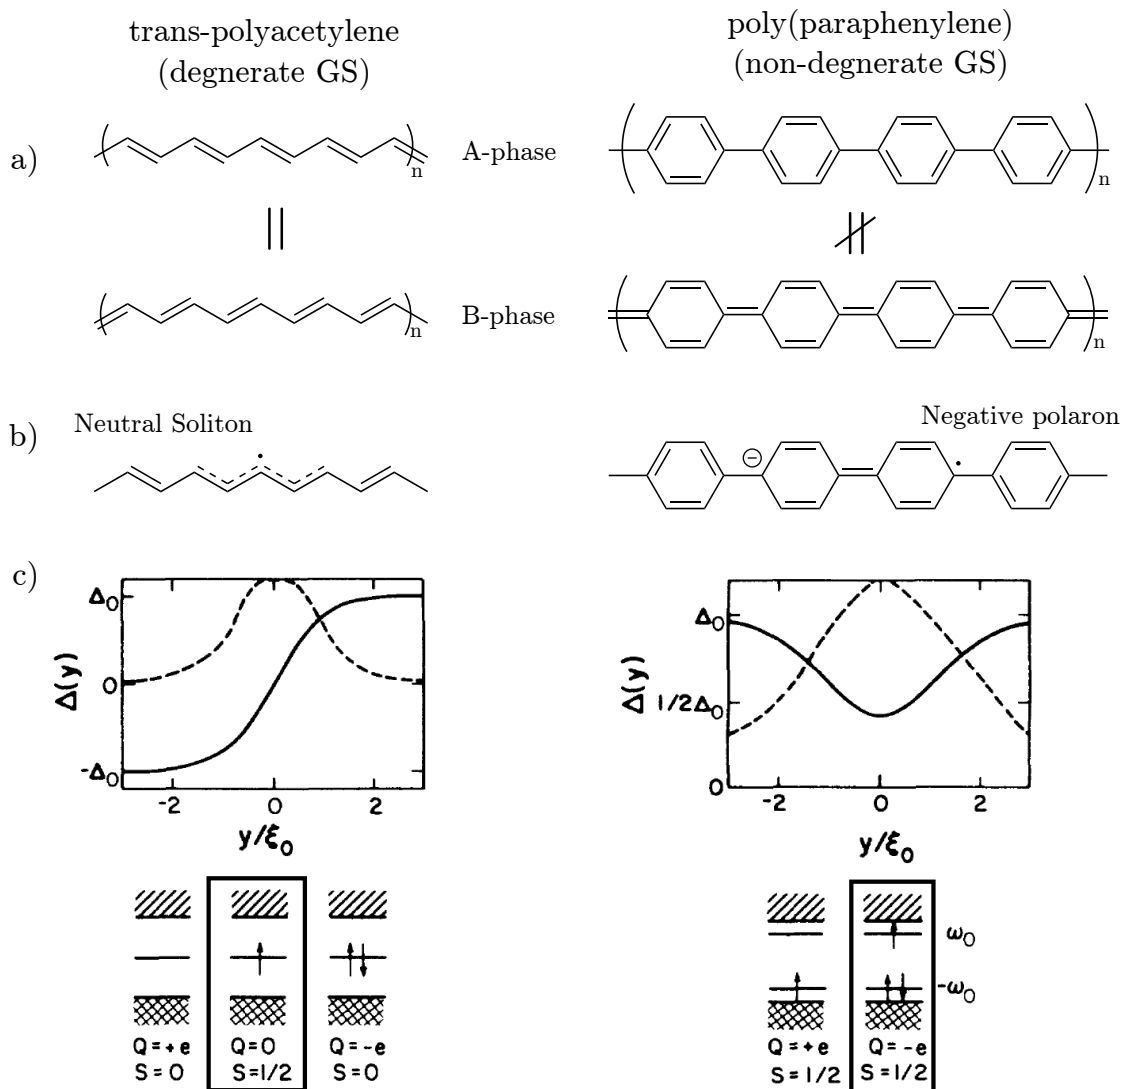 trans-polyacetylene
(degnerate GS)
poly(paraphenylene)
(non-degnerate GS)
a)
n
A-phase
n
n
B-phase
n
b)
Neutral Soliton
Negative polaron
c)
Δ(y)
Δ₀
0
-Δ₀
-2 0 2
y/ξ₀
Δ(y)
Δ₀
1/2Δ₀
0
-2 0 2
y/ξ₀
ω₀
-ω₀
Q=+e
S=0
Q=0
S=1/2
Q=-e
S=0
Q=+e
S=1/2
Q=-e
S=1/2